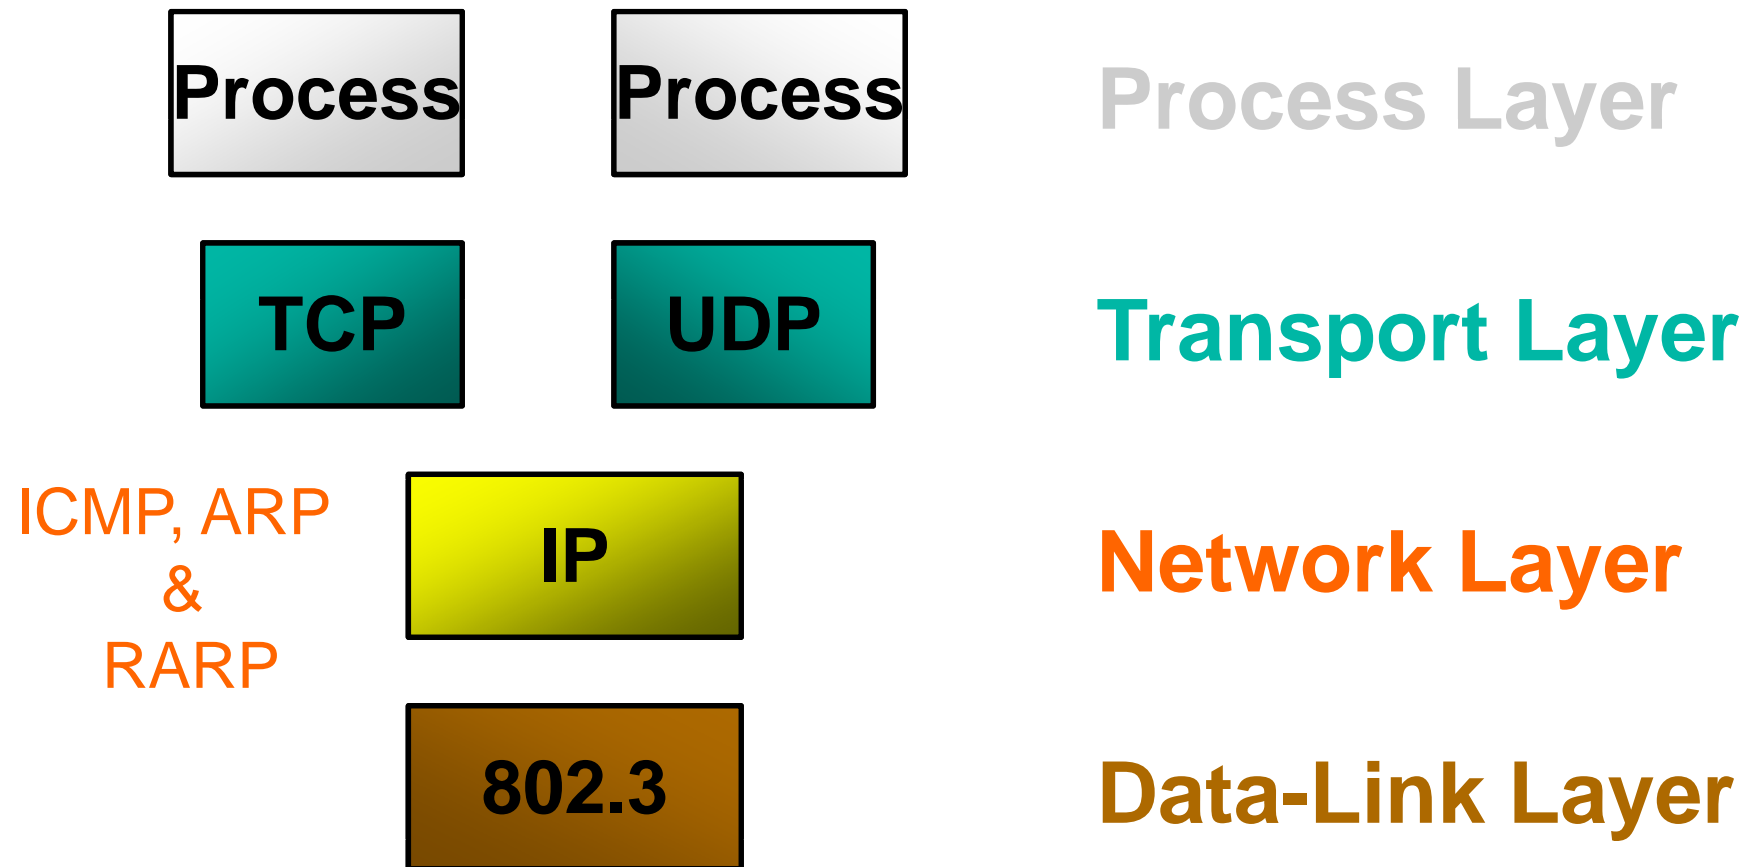 Process Process Process Layer
TCP UDP Transport Layer
ICMP, ARP
&
RARP
IP Network Layer
802.3 Data-Link Layer